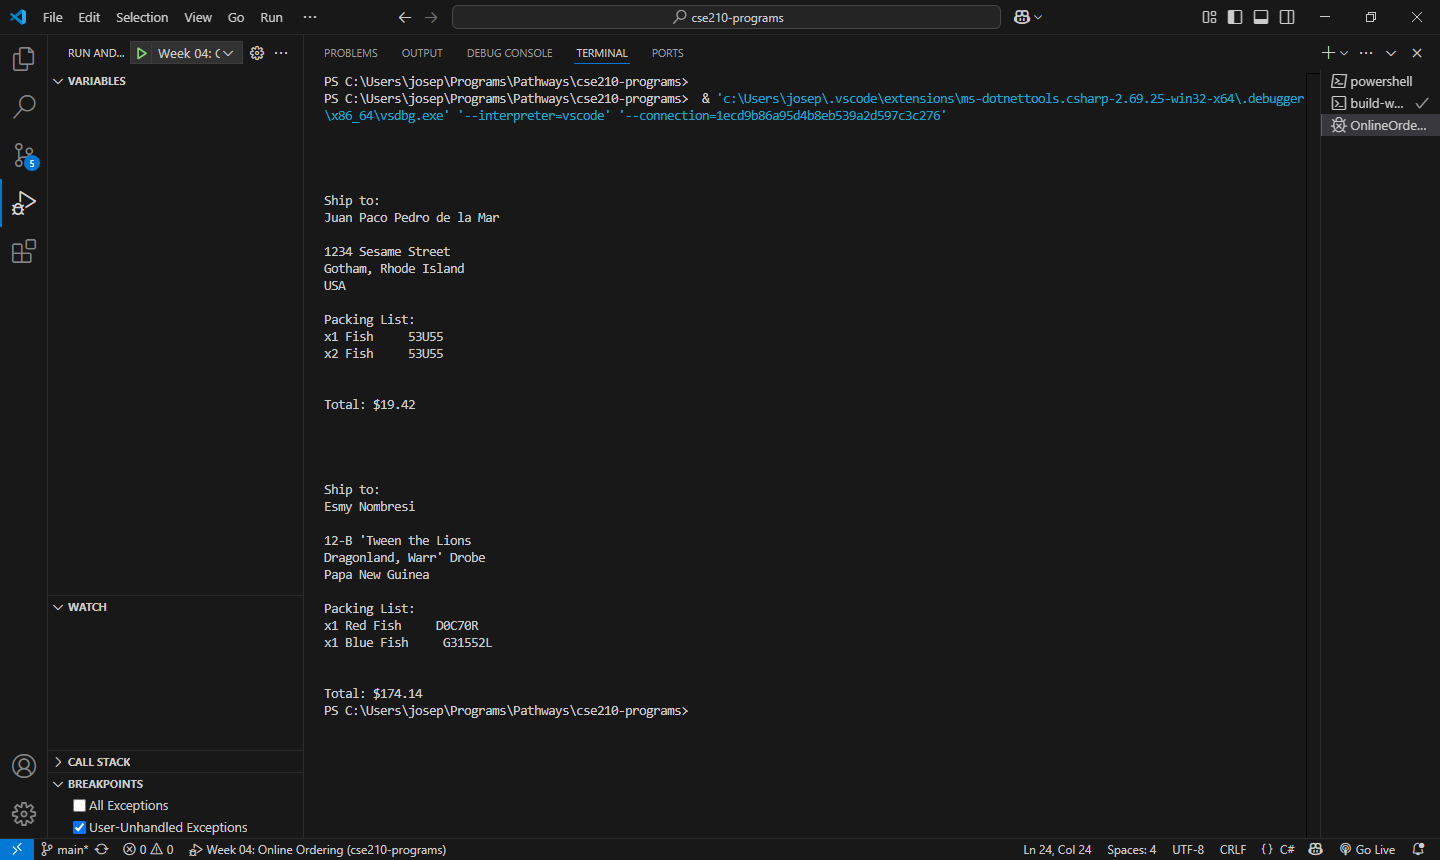 File Edit Selection View Go Run ··· cse210-programs
RUN AND... Week 04: C ···
PROBLEMS OUTPUT DEBUG CONSOLE TERMINAL PORTS
VARIABLES
PS C:\Users\josep\Programs\Pathways\cse210-programs>
PS C:\Users\josep\Programs\Pathways\cse210-programs>  & 'c:\Users\josep\.vscode\extensions\ms-dotnettools.csharp-2.69.25-win32-x64\.debugger
\x86_64\vsdbg.exe' '--interpreter=vscode' '--connection=1ecd9b86a95d4b8eb539a2d597c3c276'
powershell
build-w...
OnlineOrde...
5
Ship to:
Juan Paco Pedro de la Mar
1234 Sesame Street
Gotham, Rhode Island
USA
Packing List:
x1 Fish     53U55
x2 Fish     53U55
Total: $19.42
Ship to:
Esmy Nombresi
12-B 'Tween the Lions
Dragonland, Warr' Drobe
Papa New Guinea
Packing List:
x1 Red Fish     D0C70R
x1 Blue Fish     G31552L
Total: $174.14
PS C:\Users\josep\Programs\Pathways\cse210-programs>
WATCH
CALL STACK
BREAKPOINTS
All Exceptions
User-Unhandled Exceptions
main* 0 0 Week 04: Online Ordering (cse210-programs) Ln 24, Col 24 Spaces: 4 UTF-8 CRLF {} C# Go Live